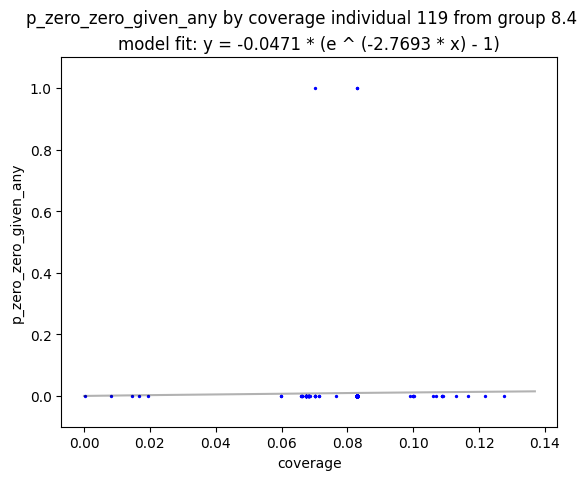 p_zero_zero_given_any by coverage individual 119 from group 8.4
model fit: y = -0.0471 * (e ^ (-2.7693 * x) - 1)
p_zero_zero_given_any
1.0
0.8
0.6
0.4
0.2
0.0
0.00 0.02 0.04 0.06 0.08 0.10 0.12 0.14
coverage